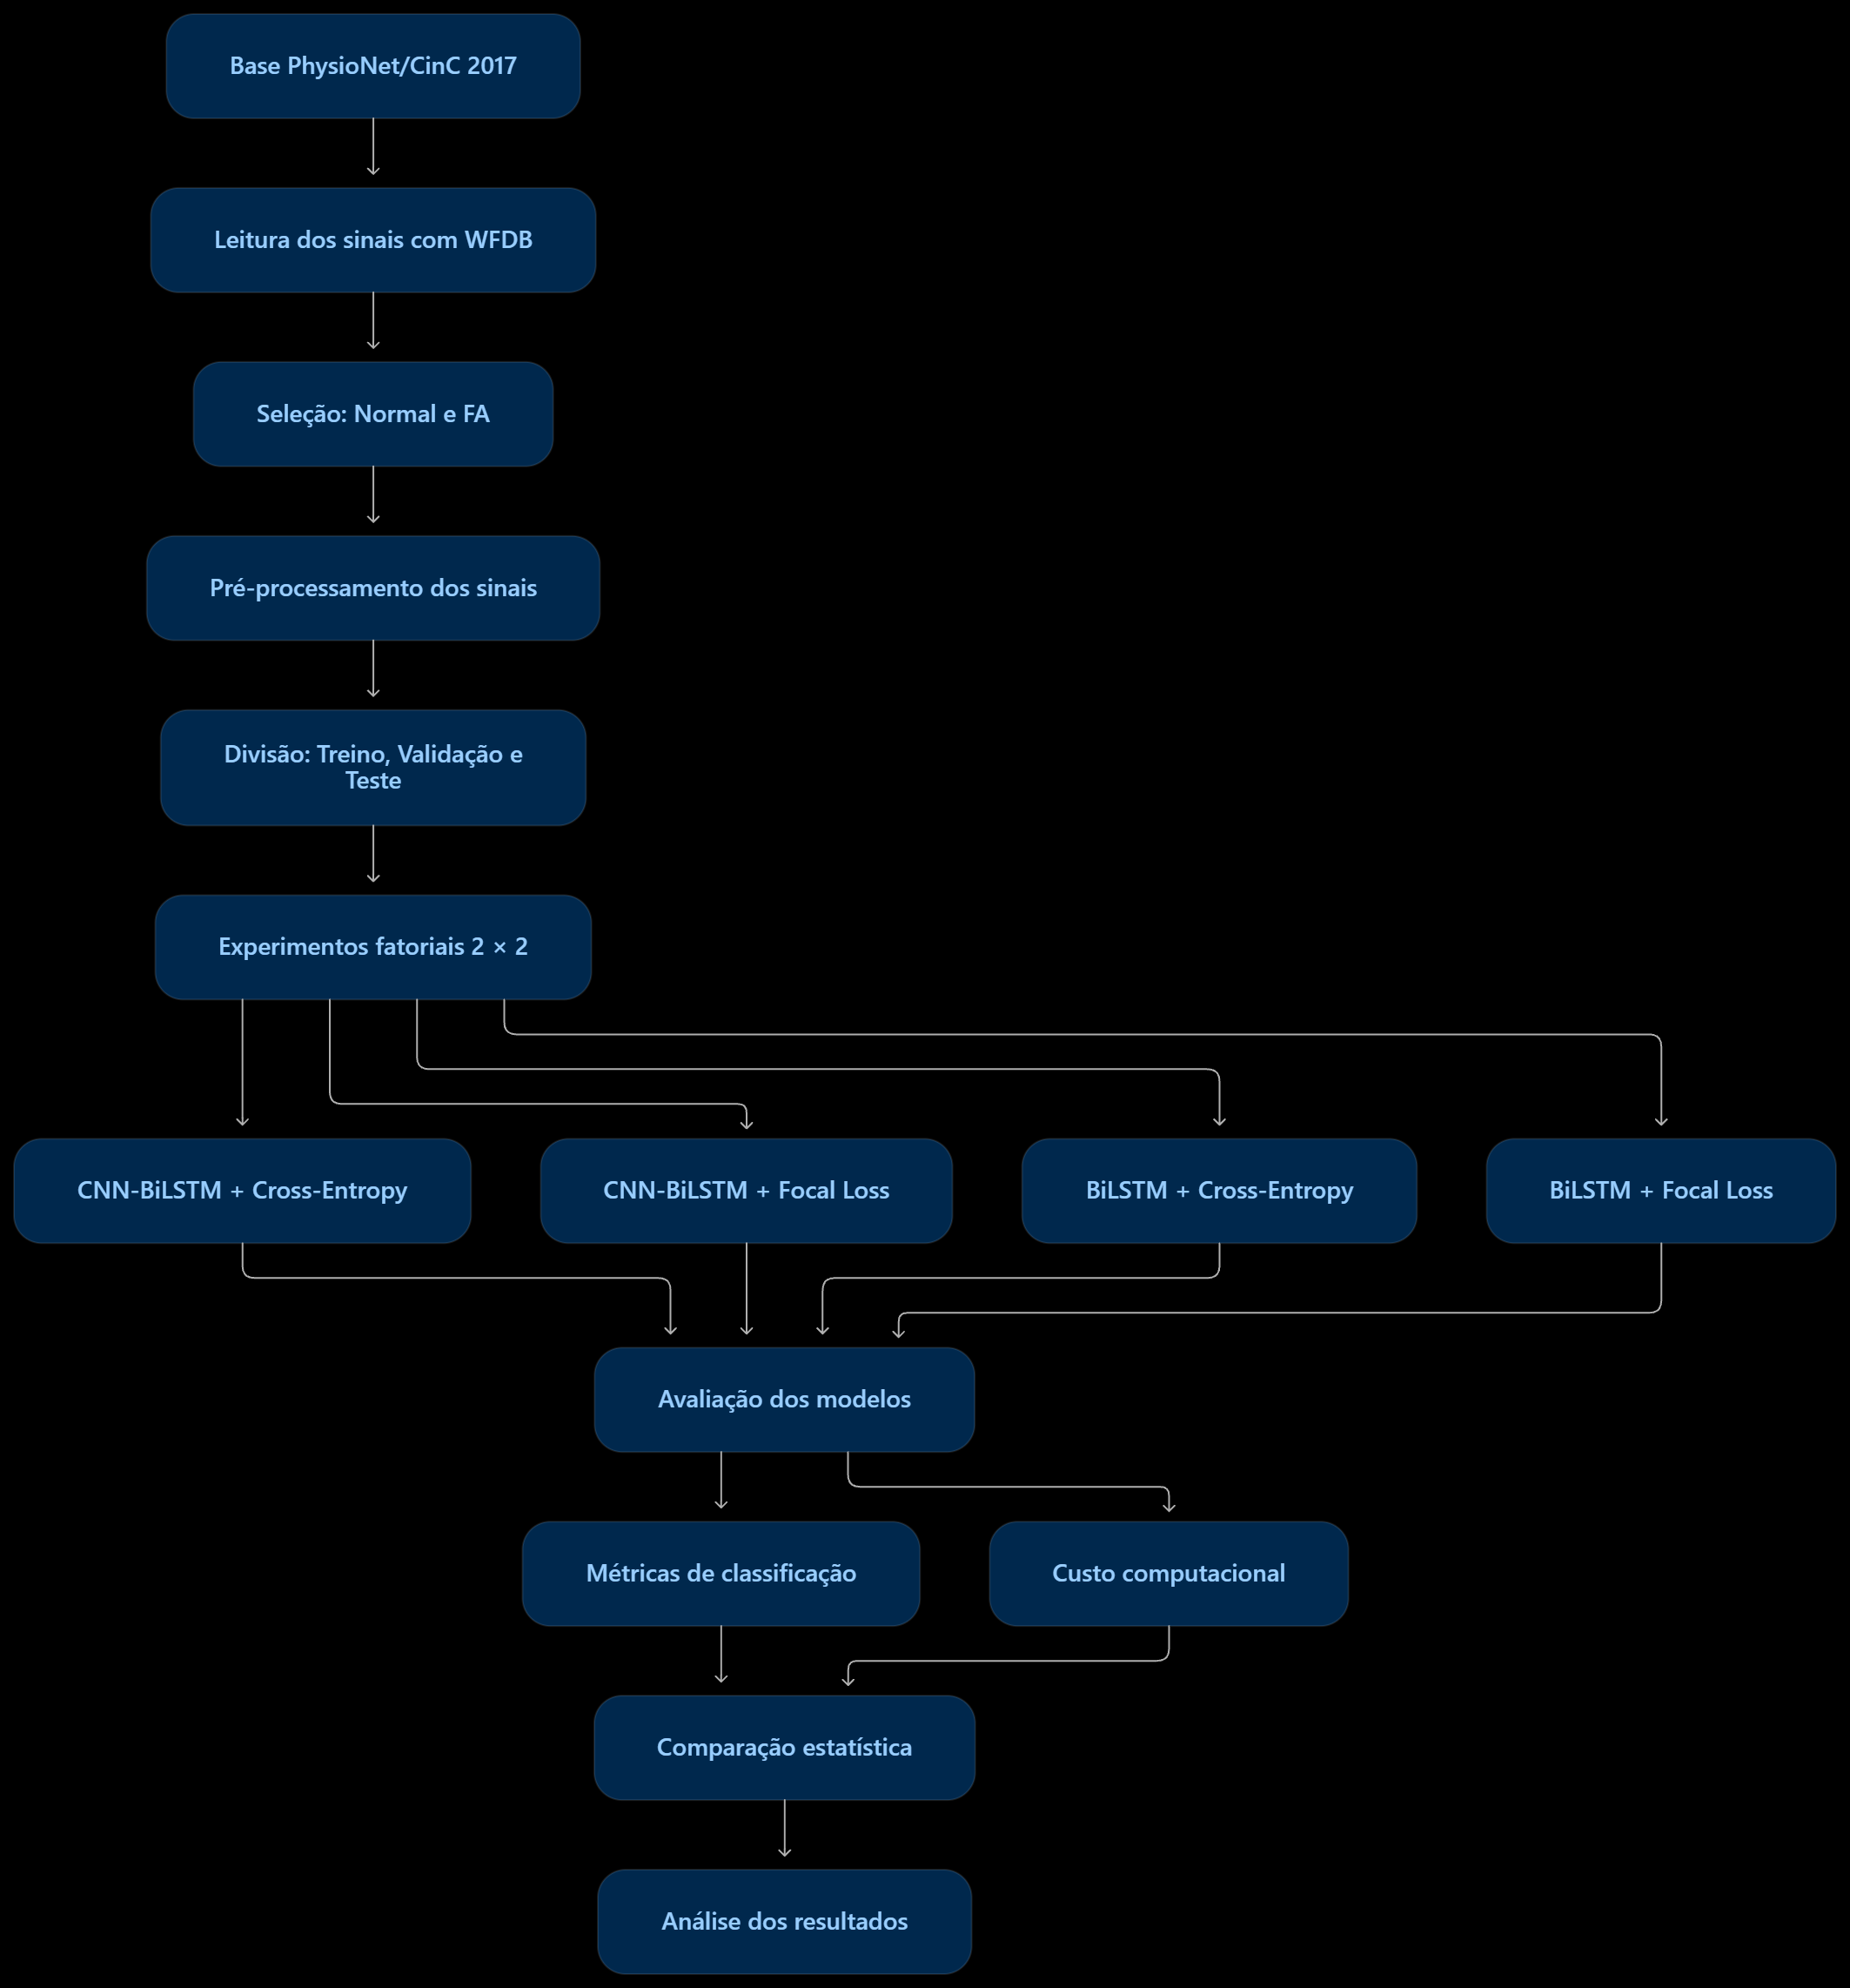 Base PhysioNet/CinC 2017
Leitura dos sinais com WFDB
Seleção: Normal e FA
Pré-processamento dos sinais
Divisão: Treino, Validação e
Teste
Experimentos fatoriais 2 × 2
CNN-BiLSTM + Cross-Entropy
CNN-BiLSTM + Focal Loss
BiLSTM + Cross-Entropy
BiLSTM + Focal Loss
Avaliação dos modelos
Métricas de classificação
Custo computacional
Comparação estatística
Análise dos resultados